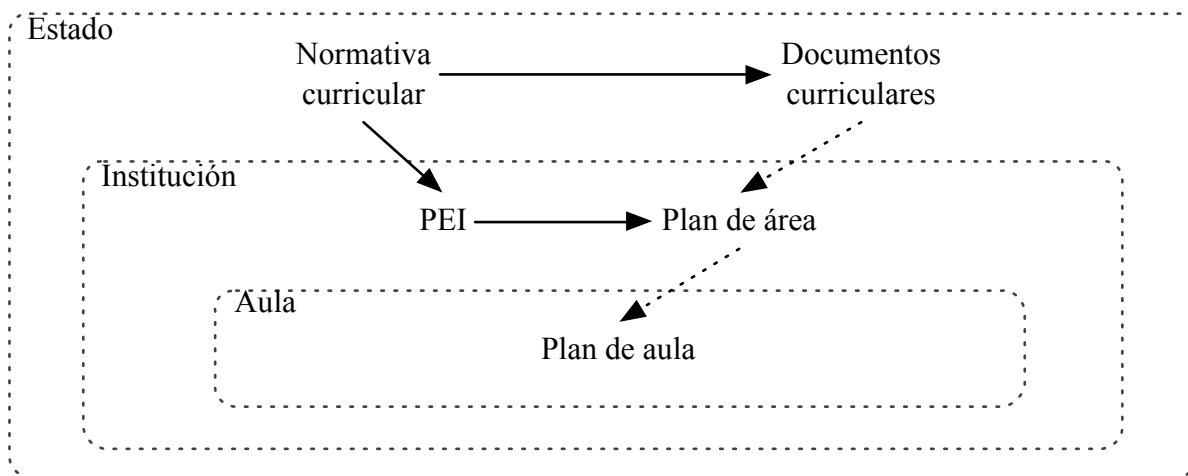 Estado
Normativa
curricular
Documentos
curriculares
Institución
PEI
Plan de área
Aula
Plan de aula